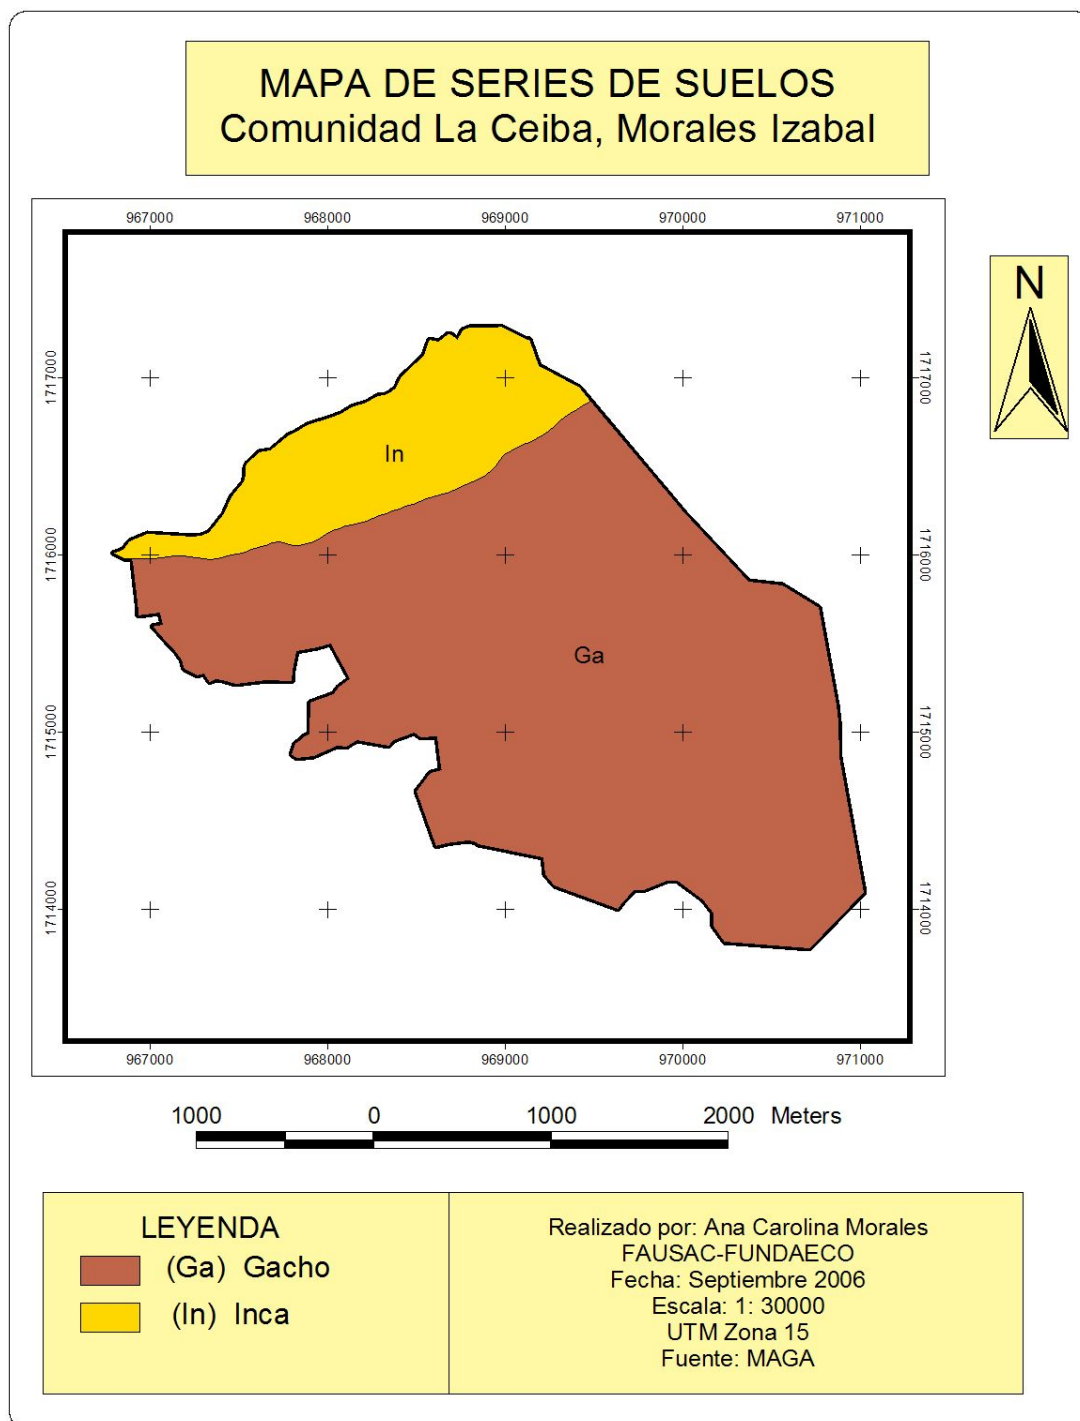 MAPA DE SERIES DE SUELOS
Comunidad La Ceiba, Morales Izabal
967000 968000 969000 970000 971000
N
1717000 1717000
In
1716000 1716000
Ga
1715000 1715000
1714000 1714000
967000 968000 969000 970000 971000
1000 0 1000 2000 Meters
LEYENDA
(Ga) Gacho
(In) Inca
Realizado por: Ana Carolina Morales
FAUSAC-FUNDAECO
Fecha: Septiembre 2006
Escala: 1: 30000
UTM Zona 15
Fuente: MAGA